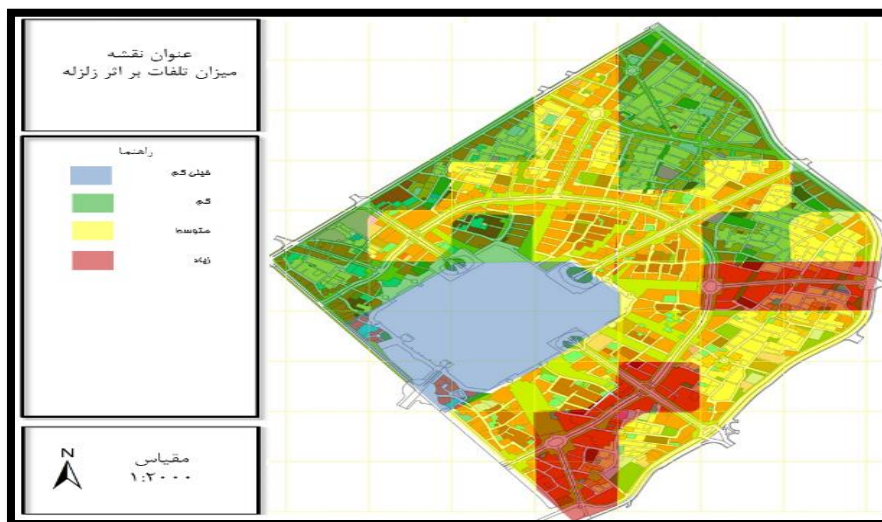 عنوان نقشه
میزان تلفات بر اثر زلزله
راهنما
خیلی کم
کم
متوسط
زیاد
N
مقیاس
۱:۲۰۰۰